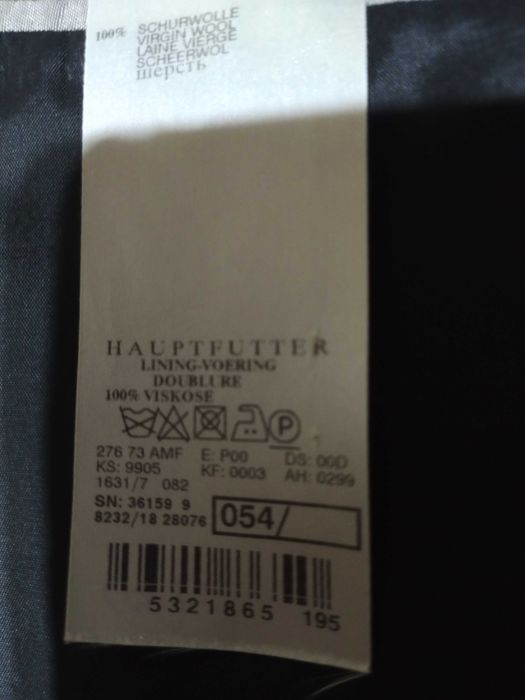 100% SCHURWOLLE
VIRGIN WOOL
LAINE VIERGE
SCHEERWOL
шерсть
HAUPTFUTTER
LINING-VOERING
DOUBLURE
100% VISKOSE
P
276 73 AMF E: P00 DS: 00D
KS: 9905 KF: 0003 AH: 0299
1631/7 082
SN: 36159 9
8232/18 28076 054/
5321865 195